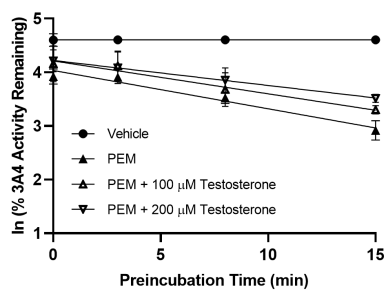 ln (% 3A4 Activity Remaining)
5
4
3
2
1
Vehicle
PEM
PEM + 100 μM Testosterone
PEM + 200 μM Testosterone
0 5 10 15
Preincubation Time (min)